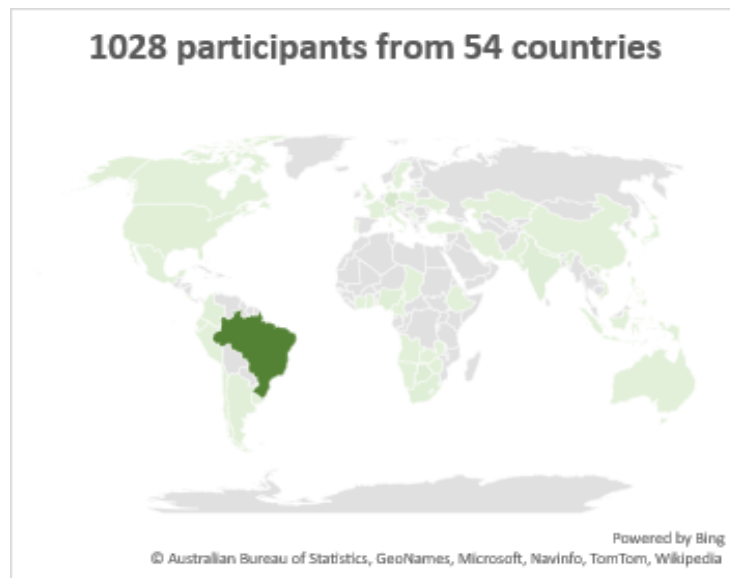 1028 participants from 54 countries
Powered by Bing
© Australian Bureau of Statistics, GeoNames, Microsoft, Navinfo, TomTom, Wikipedia